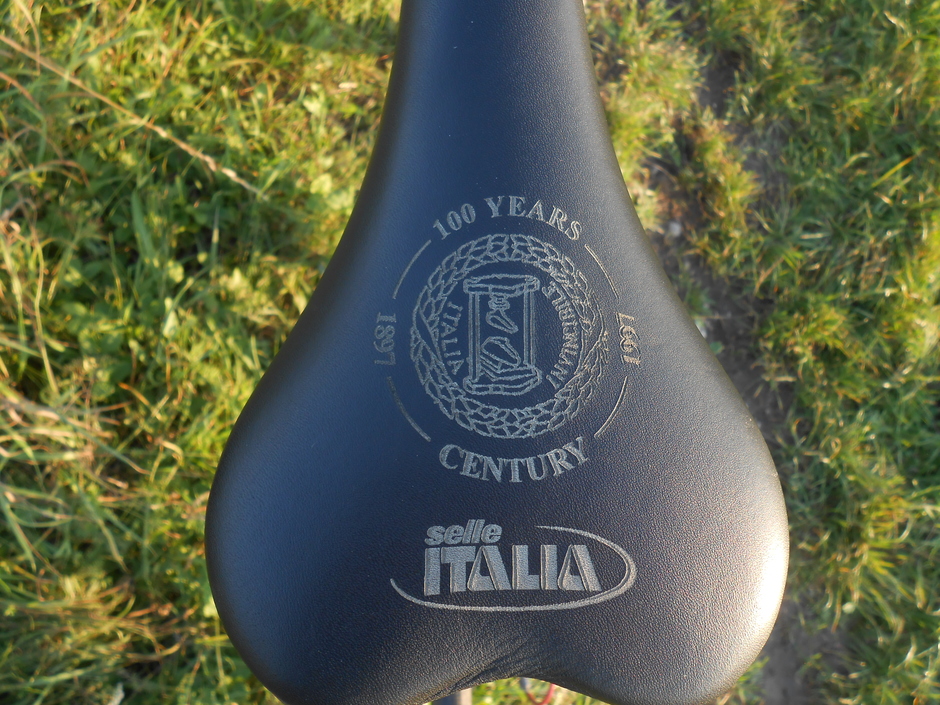 100 YEARS
1897
ITALIA
1997
CENTURY
selle
ITALIA